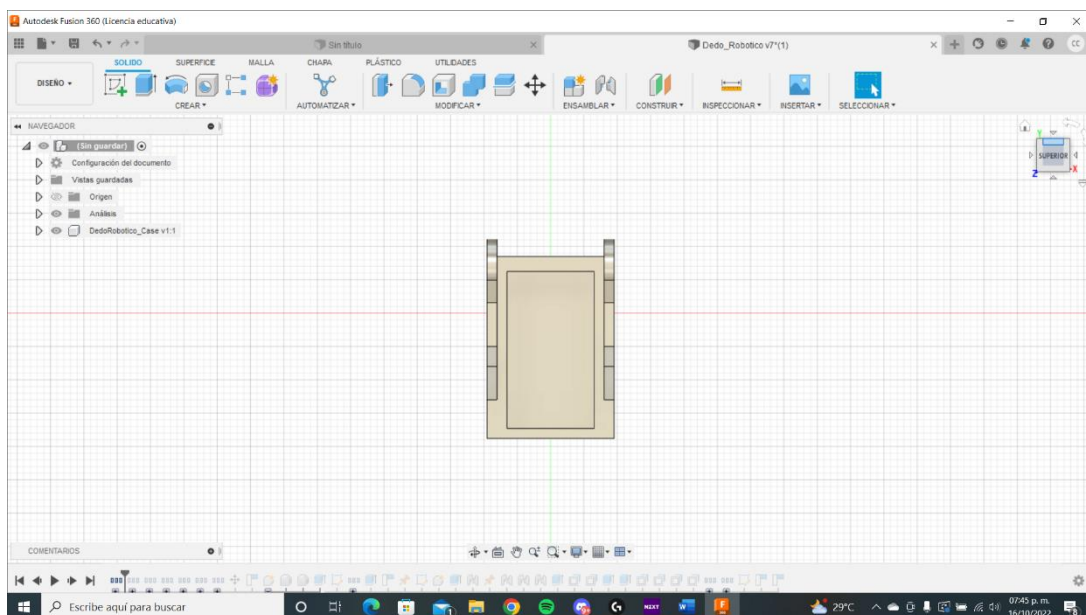 Autodesk Fusion 360 (Licencia educativa)
Sin título
Dedo_Robotico v7*(1)
CC
SOLIDO SUPERFICIE MALLA CHAPA PLÁSTICO UTILIDADES
DISEÑO
CREAR AUTOMATIZAR MODIFICAR ENSAMBLAR CONSTRUIR INSPECCIONAR INSERTAR SELECCIONAR
NAVEGADOR
(Sin guardar)
Configuración del documento
Vistas guardadas
Origen
Análisis
DedoRobotico_Case v1:1
Y
SUPERIOR
X
Z
COMENTARIOS
Escribe aquí para buscar
NEXT
29°C
07:45 p. m.
16/10/2022